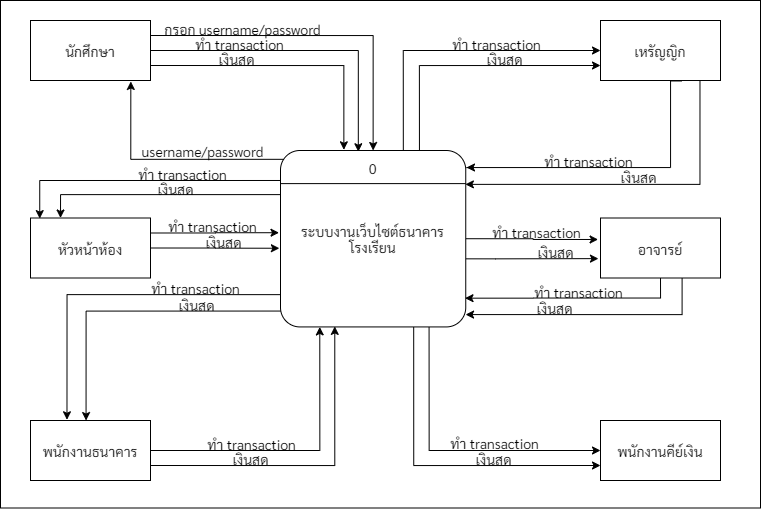 กรอก username/password
ทำ transaction
เงินสด
นักศึกษา
ทำ transaction
เงินสด
เหรัญญิก
username/password
ทำ transaction
เงินสด
0
ทำ transaction
เงินสด
หัวหน้าห้อง
ทำ transaction
เงินสด
ระบบงานเว็บไซต์ธนาคาร
โรงเรียน
ทำ transaction
เงินสด
อาจารย์
ทำ transaction
เงินสด
ทำ transaction
เงินสด
พนักงานธนาคาร
ทำ transaction
เงินสด
ทำ transaction
เงินสด
พนักงานคีย์เงิน